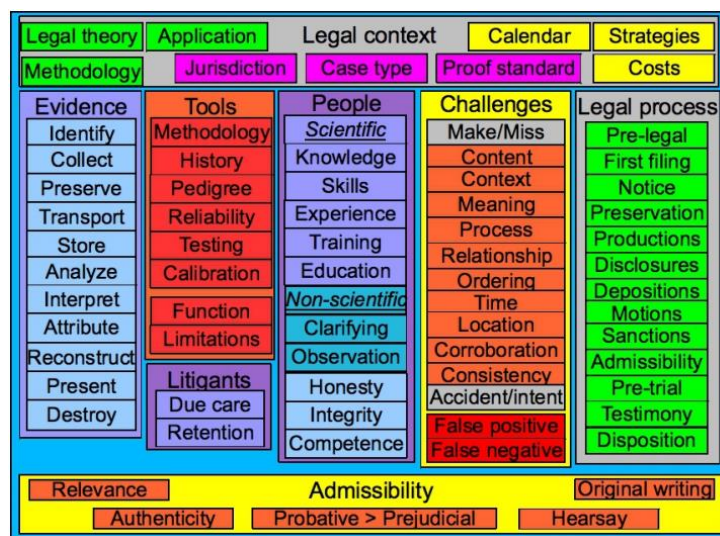 Legal theory
Application
Legal context
Calendar
Strategies
Methodology
Jurisdiction
Case type
Proof standard
Costs
Evidence
Identify
Collect
Preserve
Transport
Store
Analyze
Interpret
Attribute
Reconstruct
Present
Destroy
Tools
Methodology
History
Pedigree
Reliability
Testing
Calibration
Function
Limitations
Litigants
Due care
Retention
People
Scientific
Knowledge
Skills
Experience
Training
Education
Non-scientific
Clarifying
Observation
Honesty
Integrity
Competence
Challenges
Make/Miss
Content
Context
Meaning
Process
Relationship
Ordering
Time
Location
Corroboration
Consistency
Accident/intent
False positive
False negative
Legal process
Pre-legal
First filing
Notice
Preservation
Productions
Disclosures
Depositions
Motions
Sanctions
Admissibility
Pre-trial
Testimony
Disposition
Relevance
Admissibility
Original writing
Authenticity
Probative > Prejudicial
Hearsay